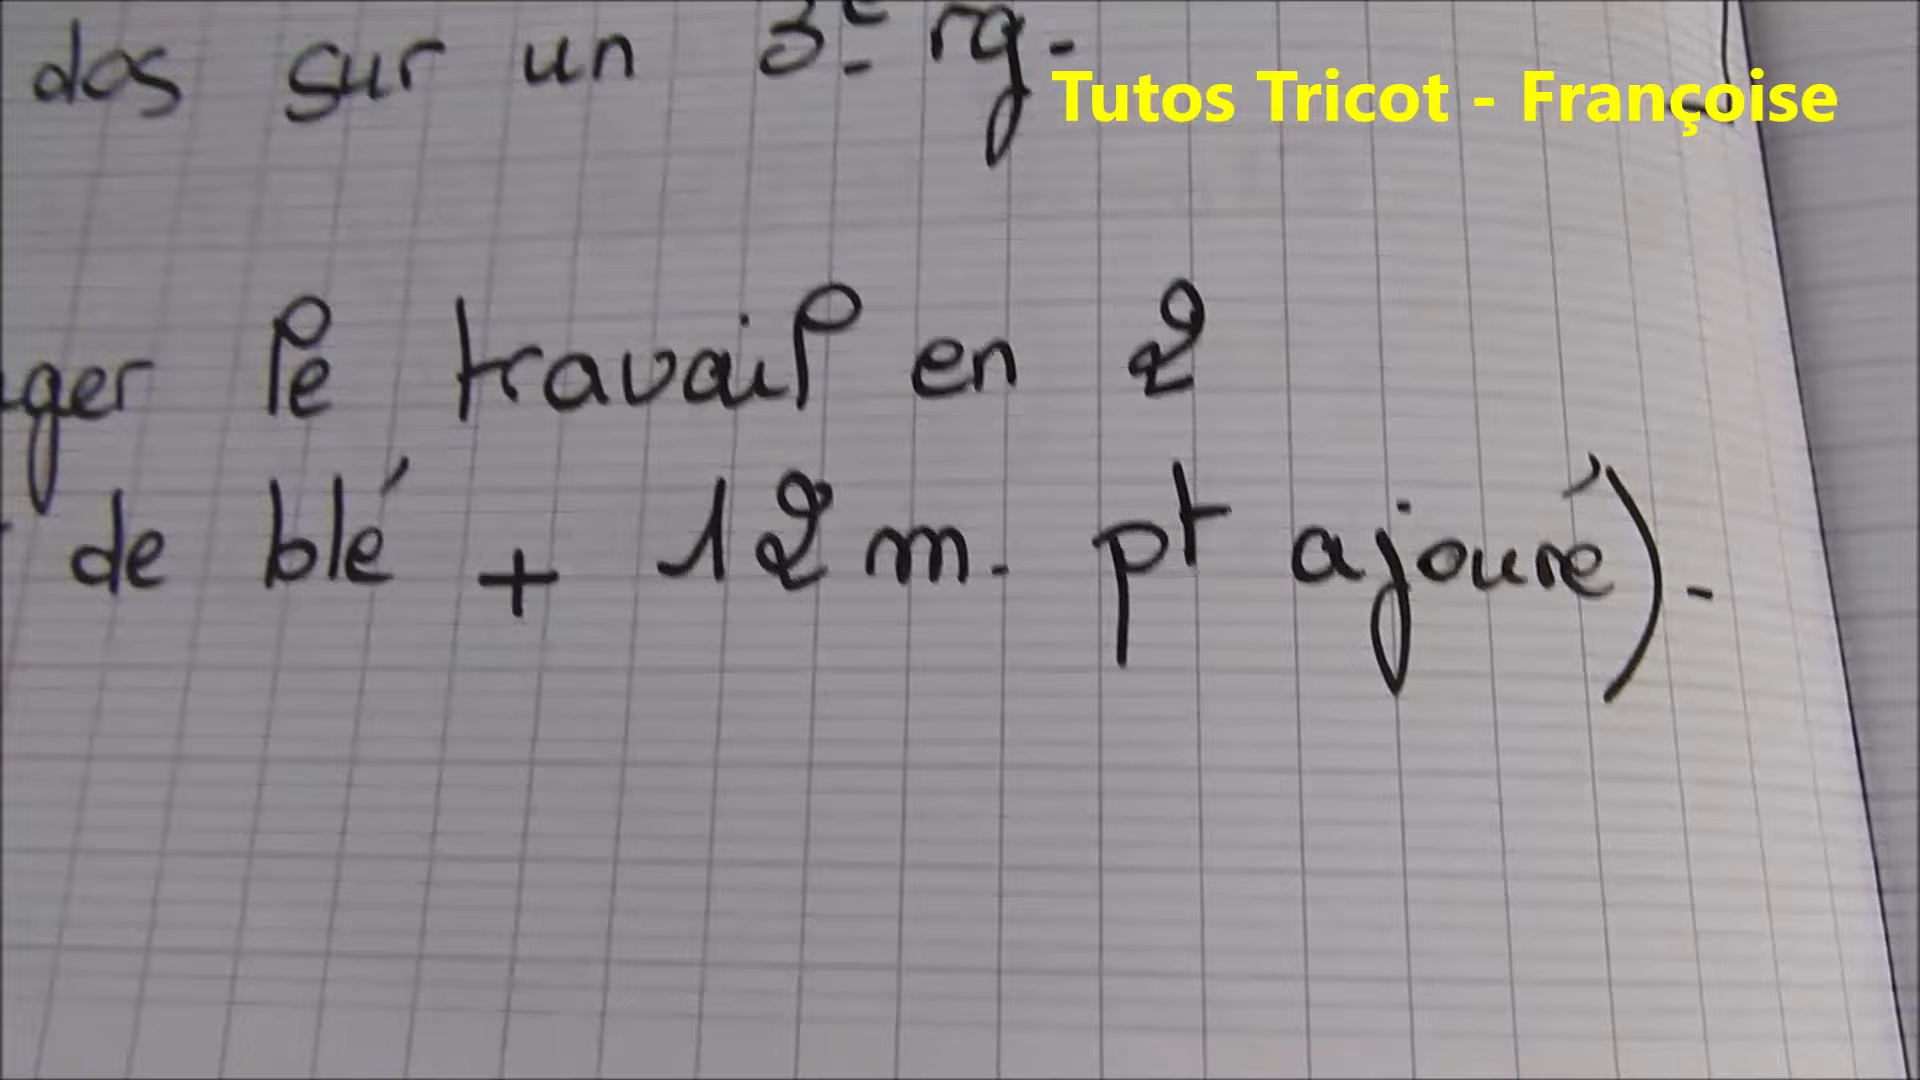 dos sur un 3e rg.
Tutos Tricot - Françoise
ger le travail en 2
de blé + 12 m. pt ajouré).